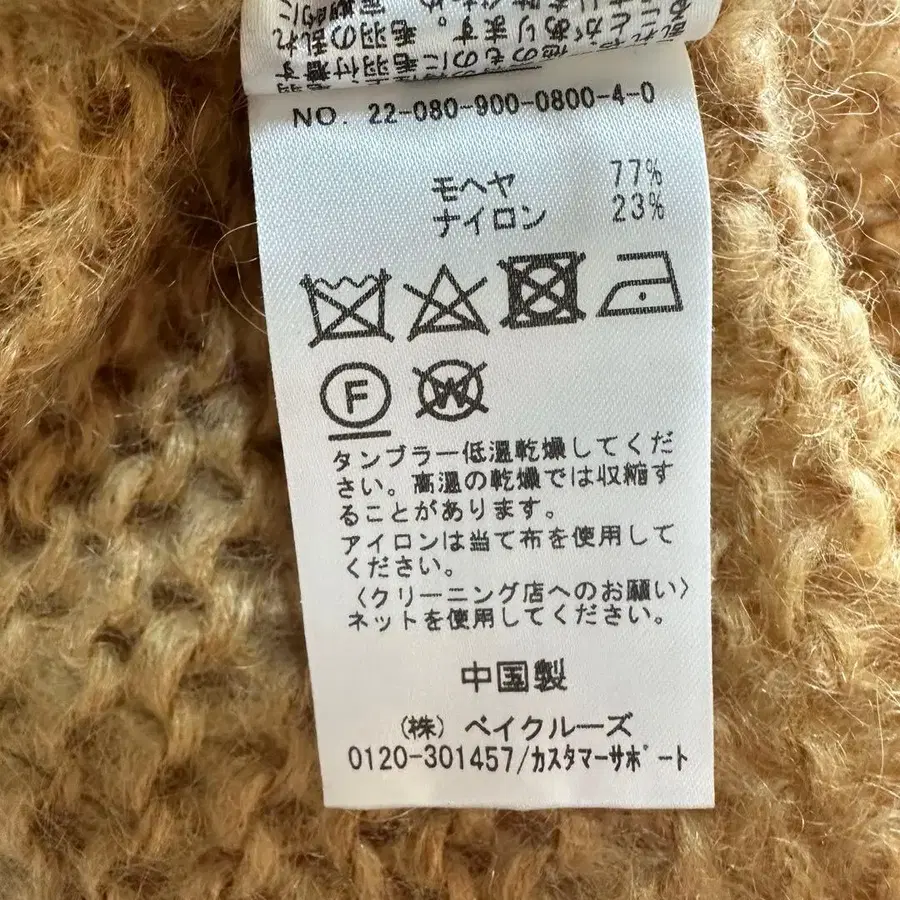 NO. 22-080-900-0800-4-0
モヘヤ 77%
ナイロン 23%
F W
タンブラー低温乾燥してくだ
さい。高温の乾燥では収縮す
ることがあります。
アイロンは当て布を使用して
ください。
〈クリーニング店へのお願い〉
ネットを使用してください。
中国製
(株) ベイクルーズ
0120-301457/カスタマーサポート